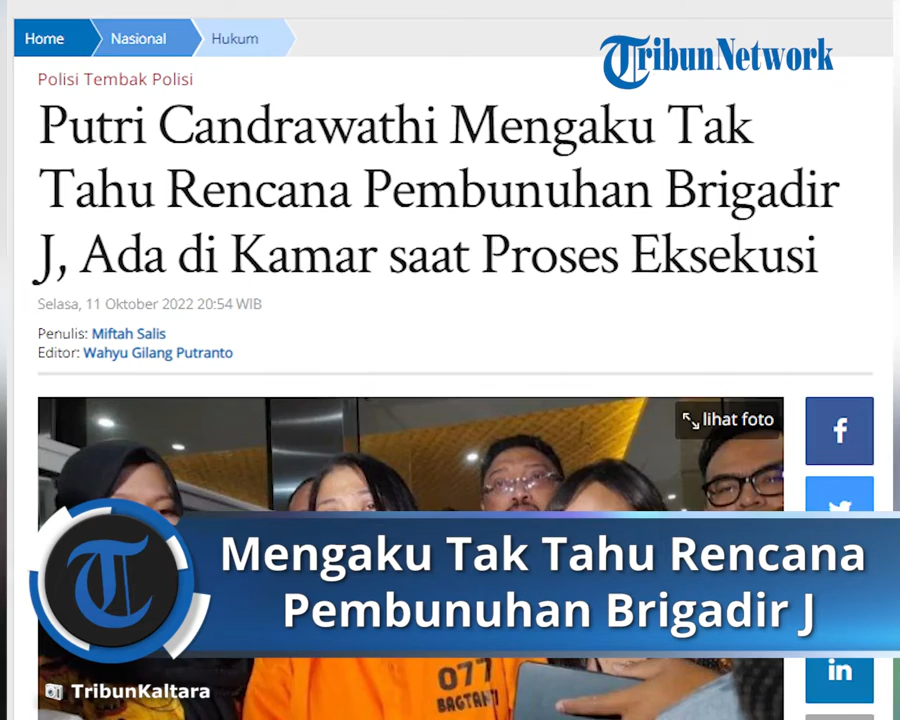 Home
Nasional
Hukum
TribunNetwork
Polisi Tembak Polisi
Putri Candrawathi Mengaku Tak
Tahu Rencana Pembunuhan Brigadir
J, Ada di Kamar saat Proses Eksekusi
Selasa, 11 Oktober 2022 20:54 WIB
Penulis: Miftah Salis
Editor: Wahyu Gilang Putranto
lihat foto
f
T
Mengaku Tak Tahu Rencana
Pembunuhan Brigadir J
077
in
TribunKaltara